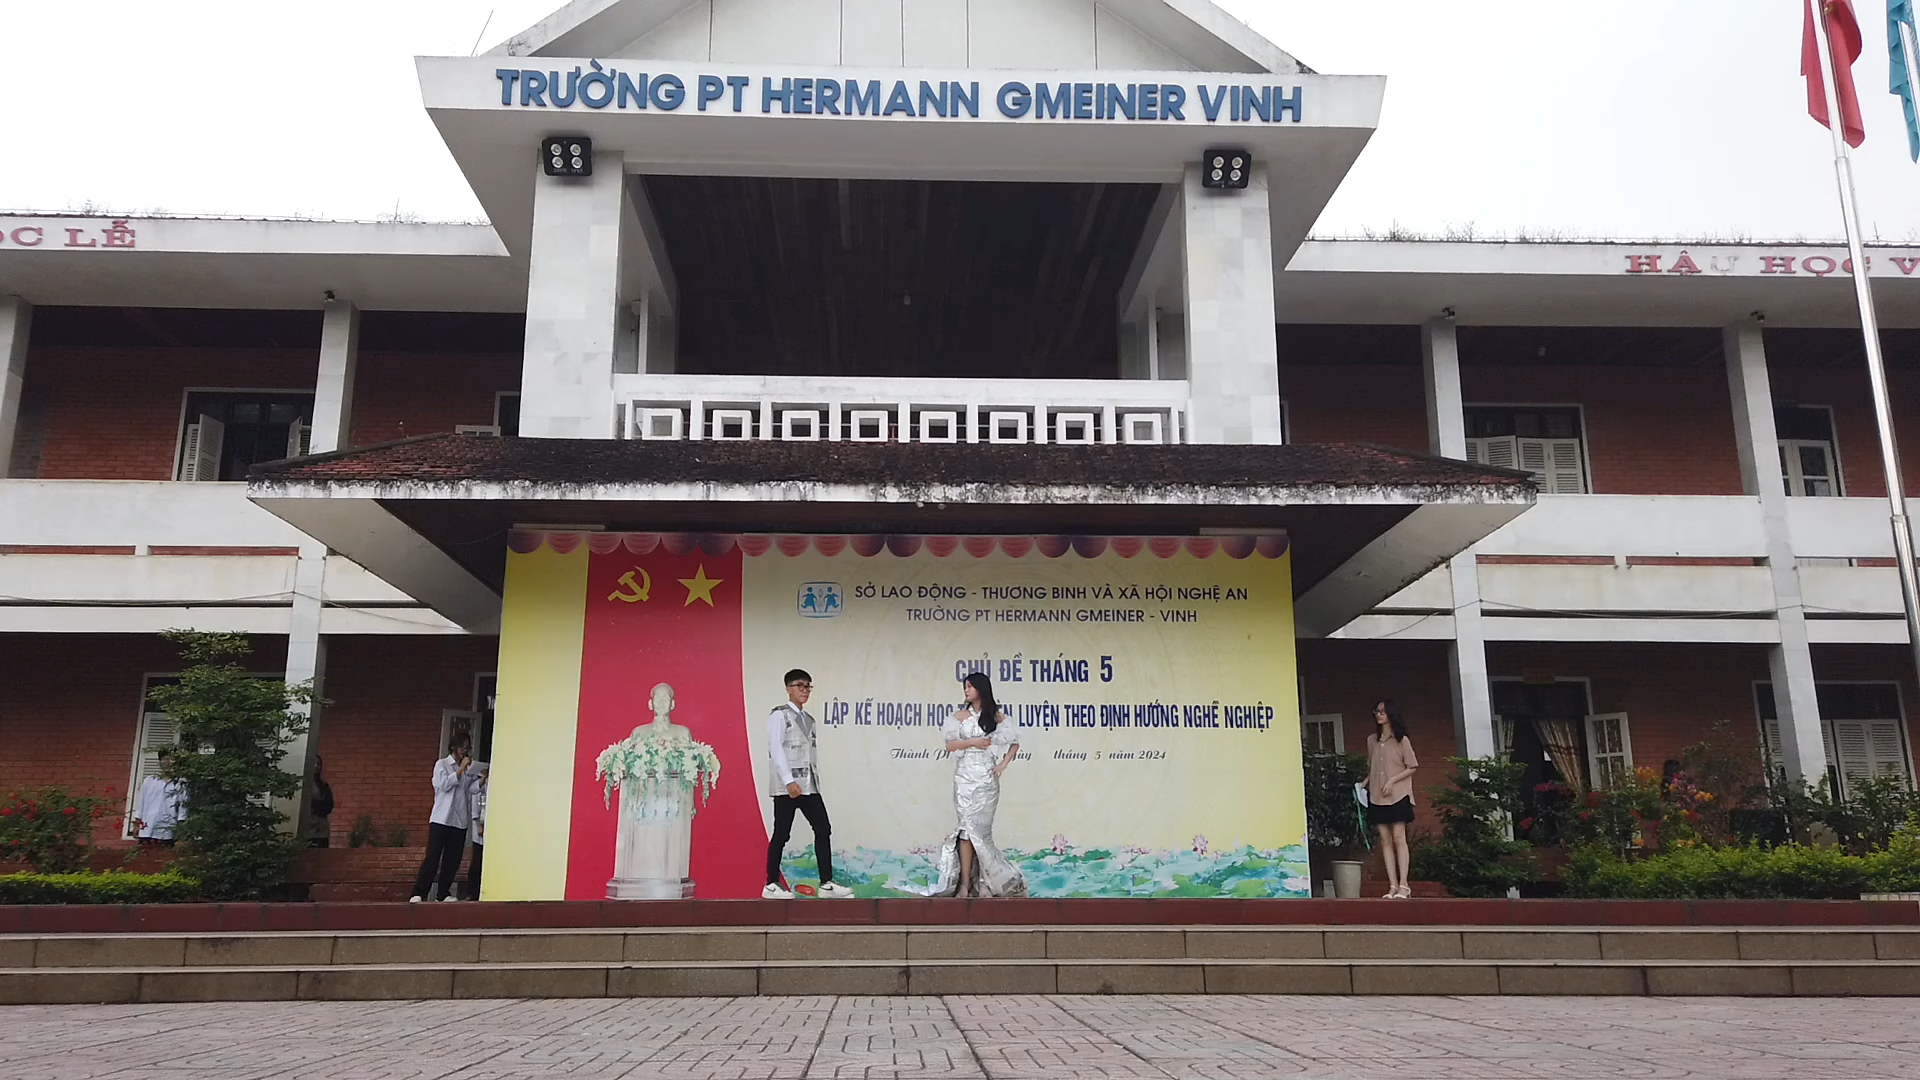 TRƯỜNG PT HERMANN GMEINER VINH
ỌC LỄ
HẬU HỌC V
SỞ LAO ĐỘNG - THƯƠNG BINH VÀ XÃ HỘI NGHỆ AN
TRƯỜNG PT HERMANN GMEINER - VINH
CHỦ ĐỀ THÁNG 5
LẬP KẾ HOẠCH HỌC LUYỆN THEO ĐỊNH HƯỚNG NGHỀ NGHIỆP
Thành tháng 5 năm 2024